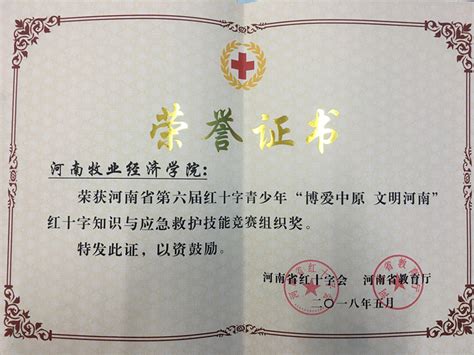 荣誉证书
河南牧业经济学院：
荣获河南省第六届红十字青少年“博爱中原 文明河南”
红十字知识与应急救护技能竞赛组织奖。
特发此证，以资鼓励。
河南省红十字会 河南省教育厅
二〇一八年五月